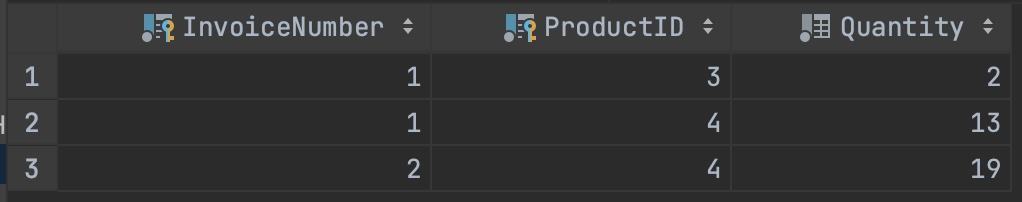 InvoiceNumber ProductID Quantity
1 1 3 2
2 1 4 13
3 2 4 19